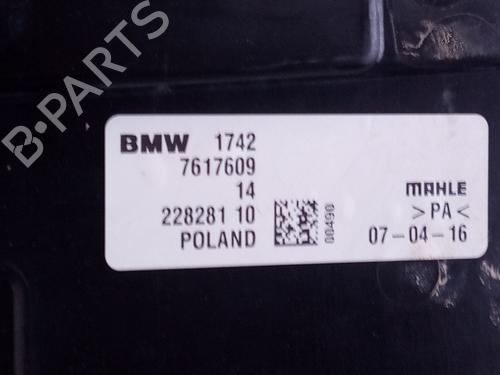 B-PARTS
BMW 1742
7617609
14
228281 10
POLAND
00490
MAHLE
>PA<
07-04-16